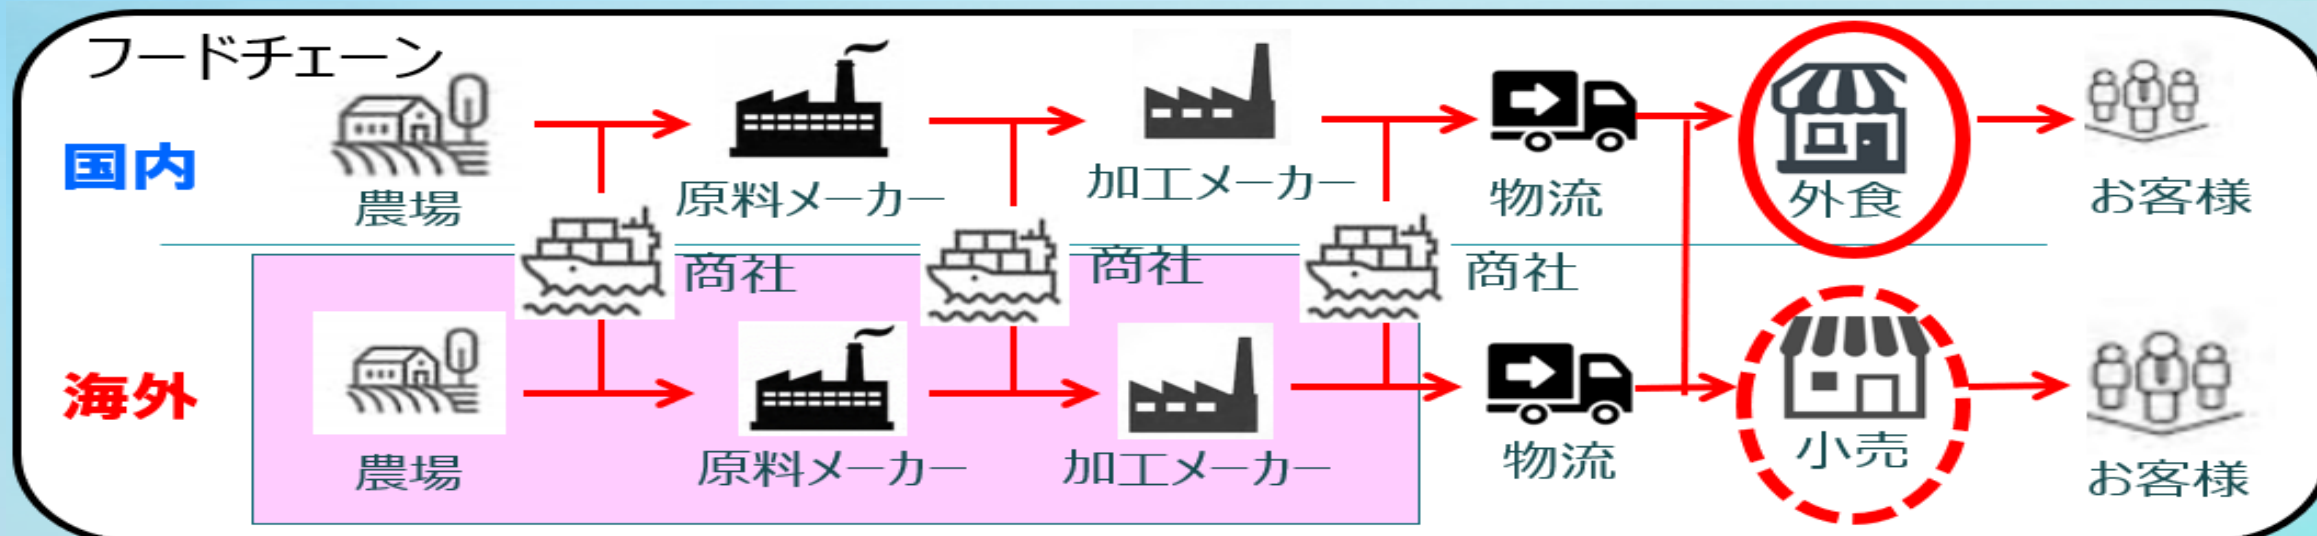 フードチェーン
国内
農場
原料メーカー
加工メーカー
物流
外食
お客様
商社
商社
商社
海外
農場
原料メーカー
加工メーカー
物流
小売
お客様